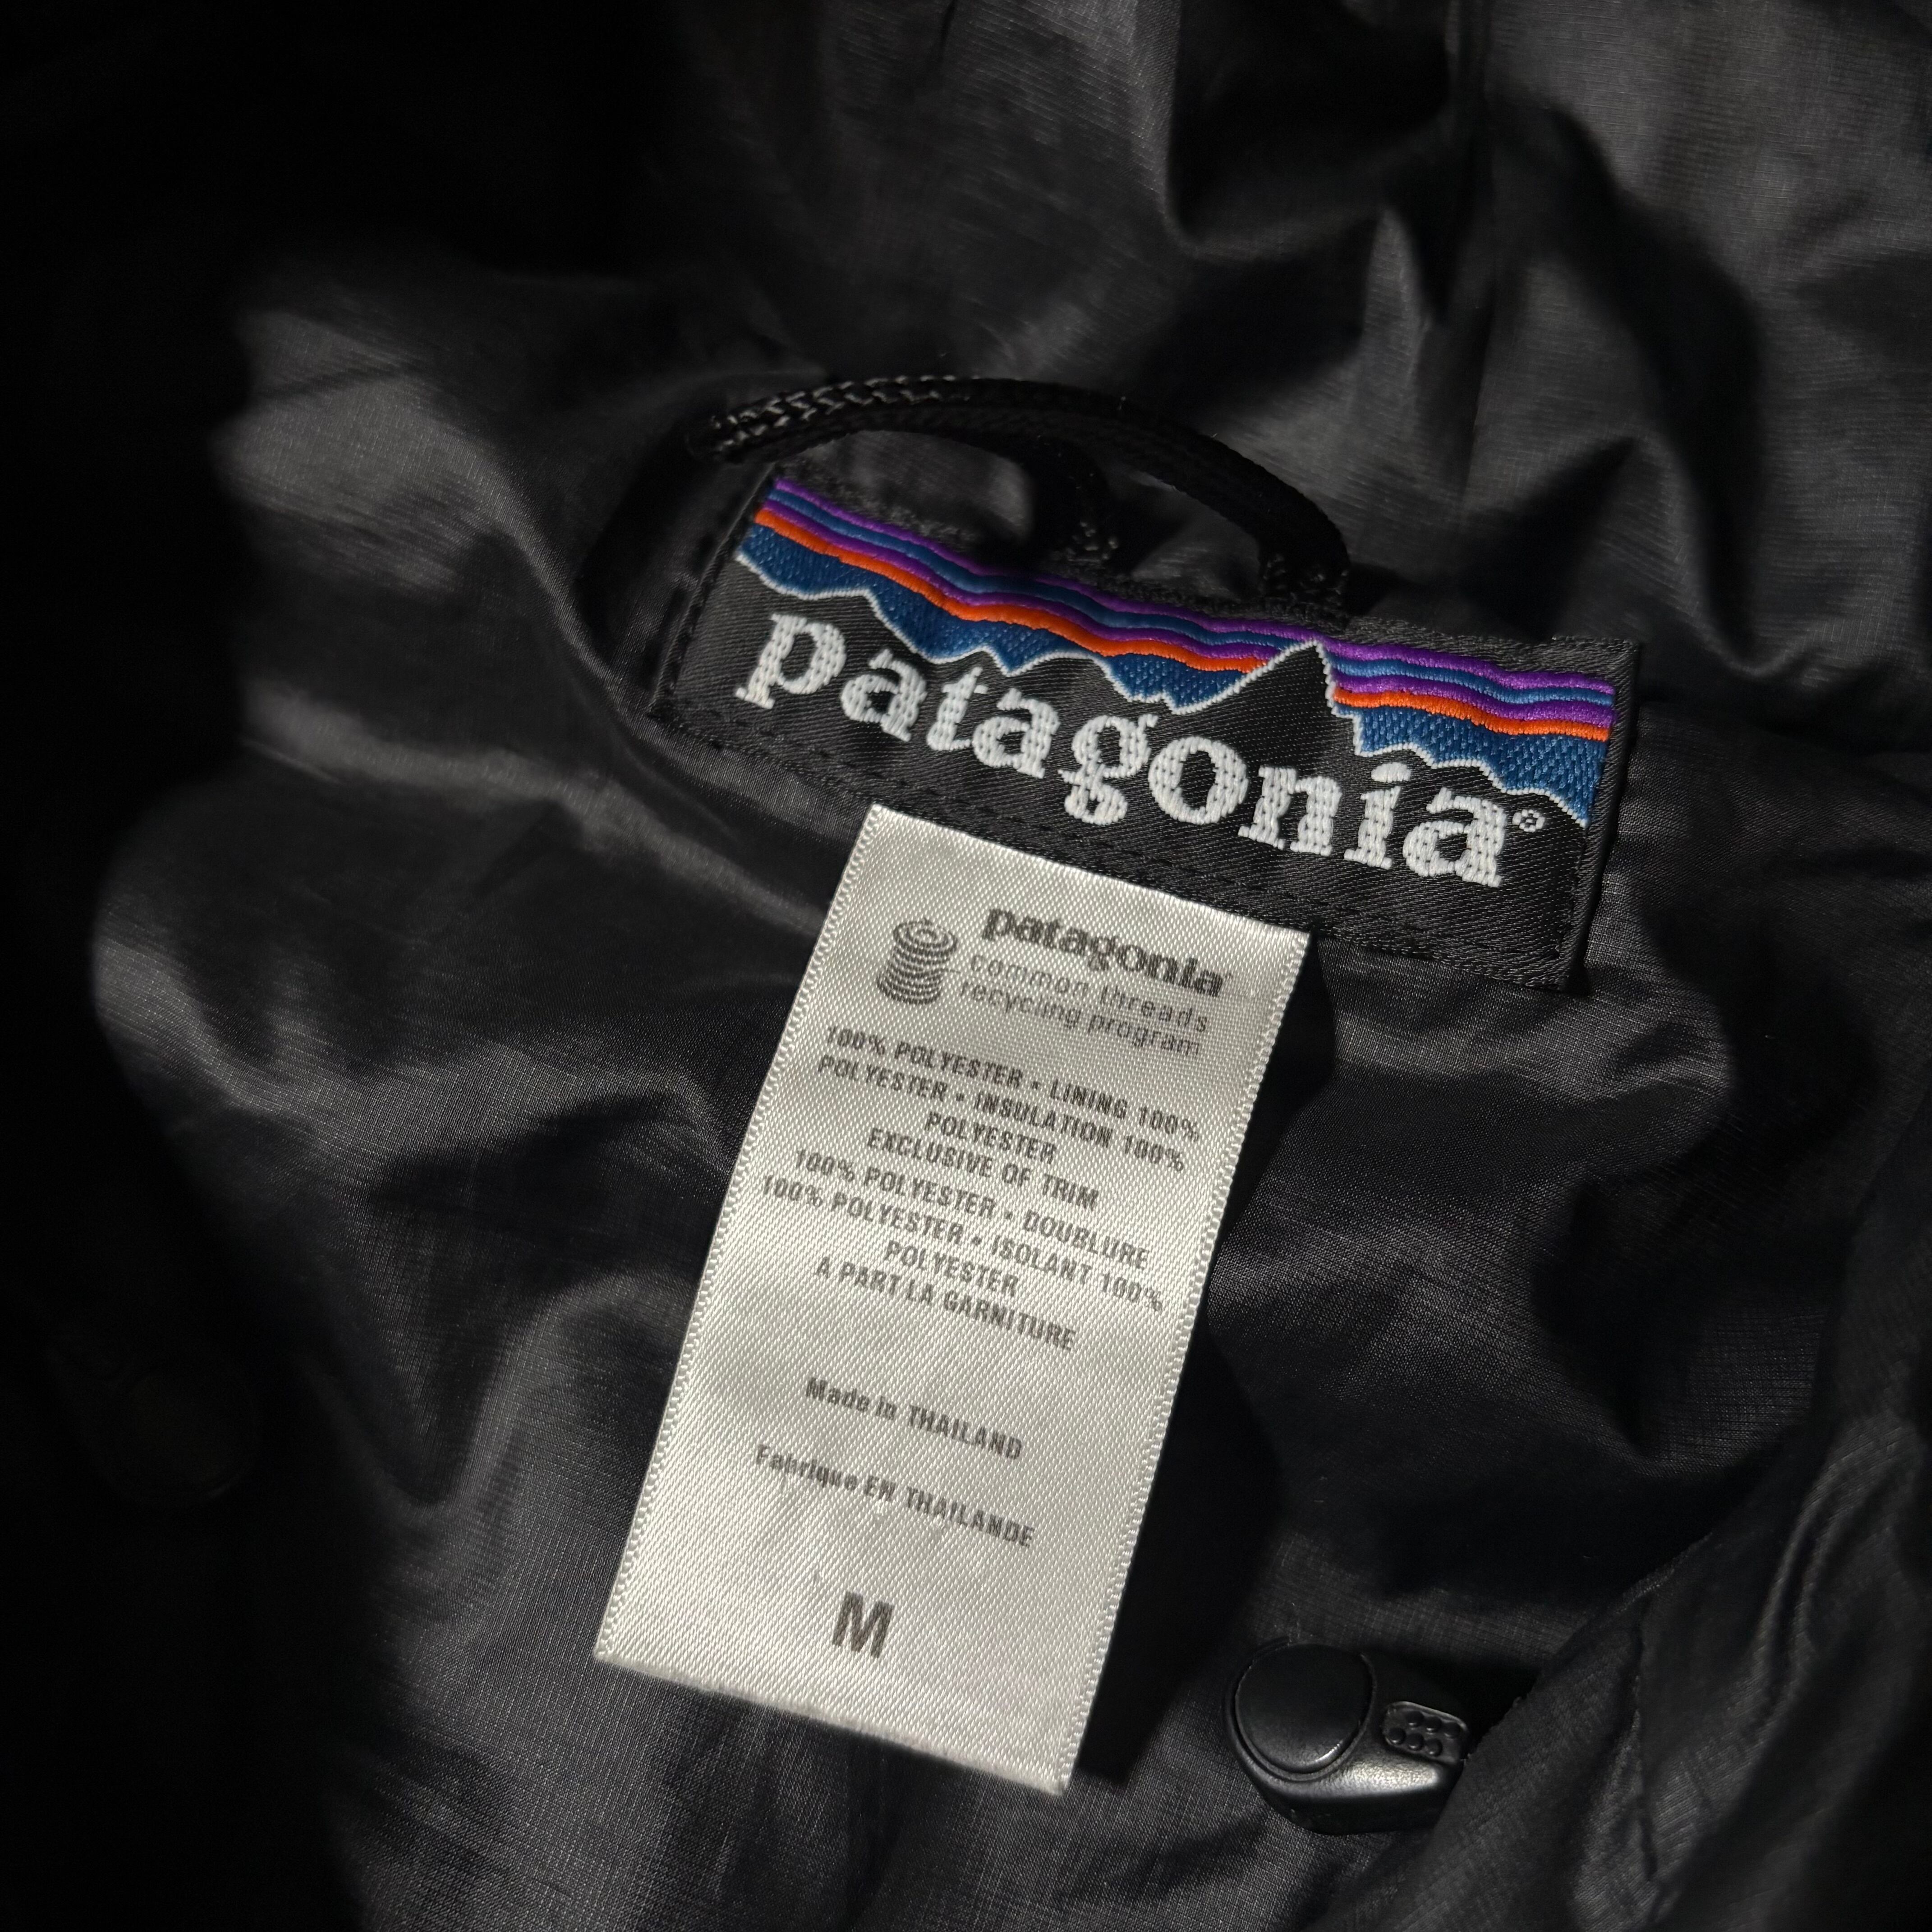 patagonia®
patagonia
common threads
recycling program
100% POLYESTER • LINING 100%
POLYESTER • INSULATION 100%
POLYESTER
EXCLUSIVE OF TRIM
100% POLYESTER • DOUBLURE
100% POLYESTER • ISOLANT 100%
POLYESTER
A PART LA GARNITURE
Made in THAILAND
Fabrique EN THAILANDE
M